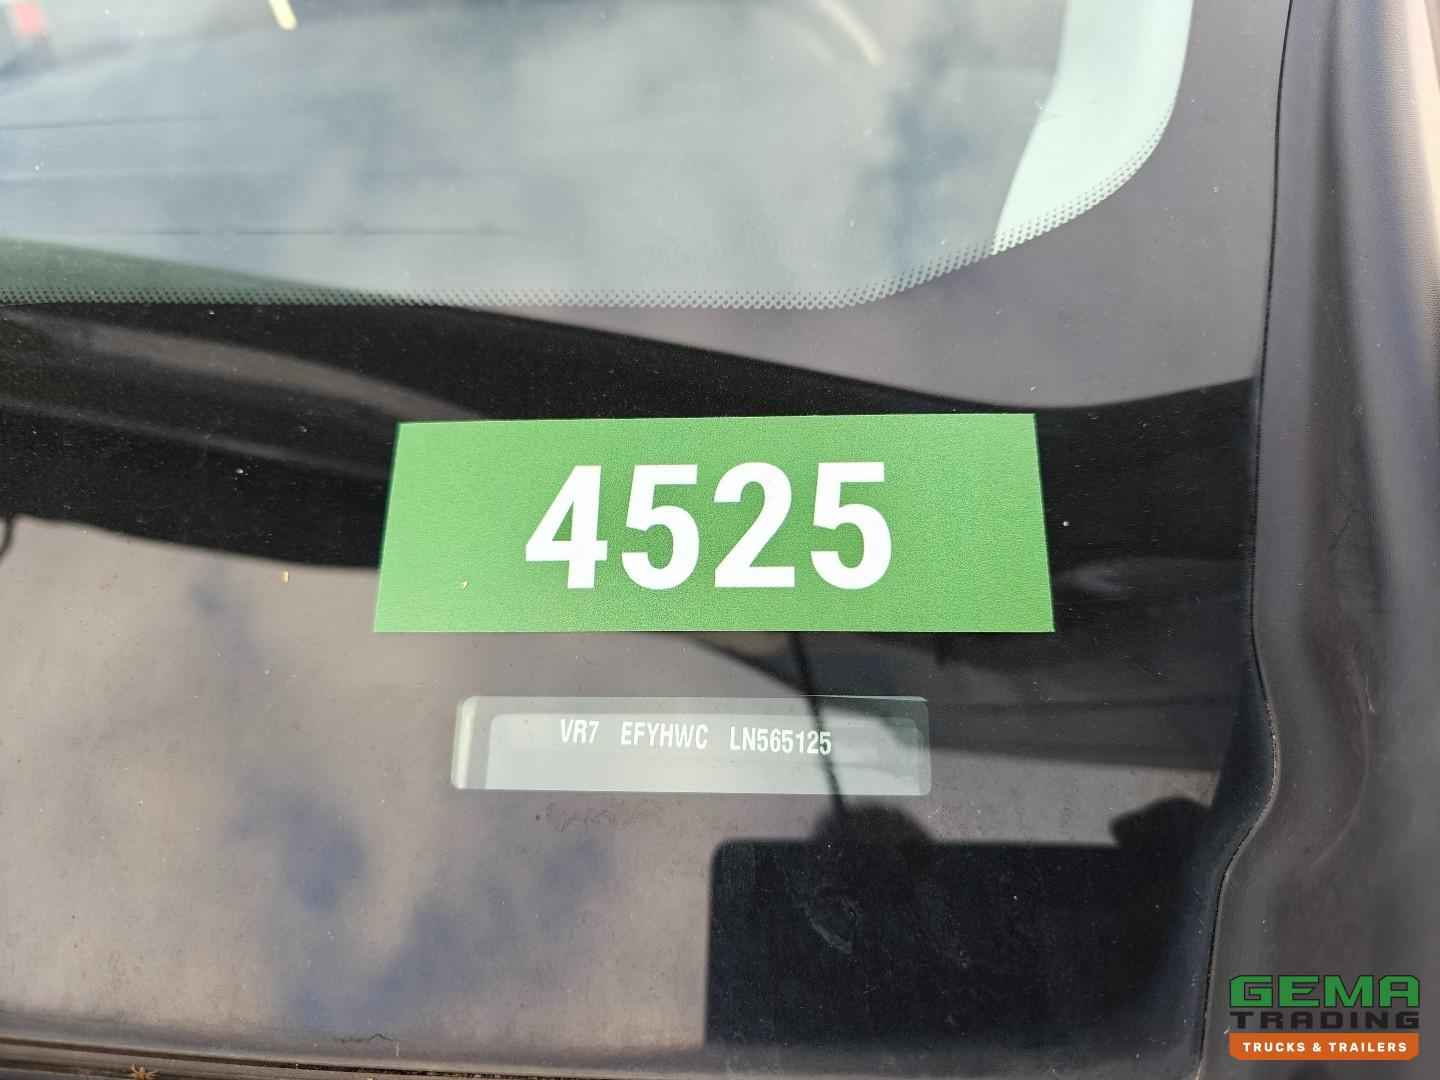 4525
VR7 EFYHWC LN565125
GEMA
TRADING
TRUCKS & TRAILERS